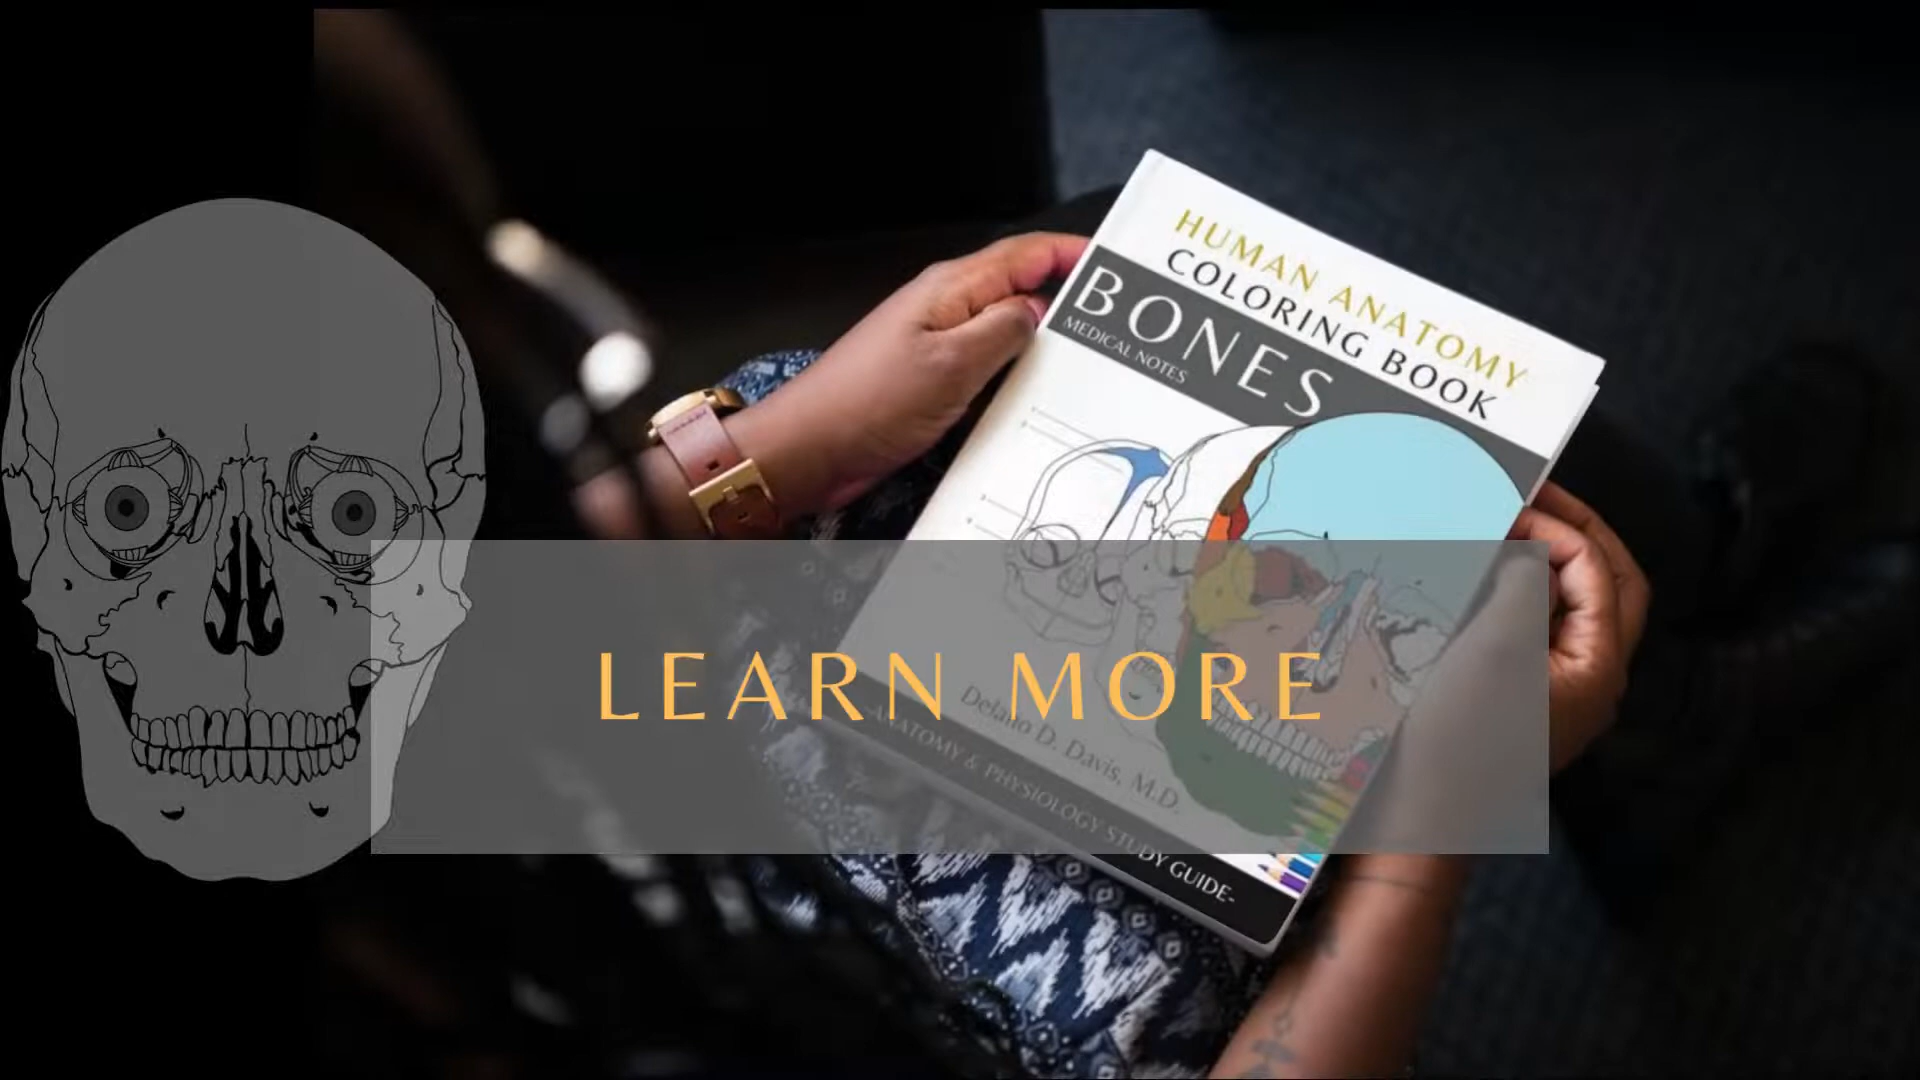 HUMAN ANATOMY
COLORING BOOK
BONES
MEDICAL NOTES
LEARN MORE
Delano D. Davis, M.D.
ANATOMY & PHYSIOLOGY STUDY GUIDE-